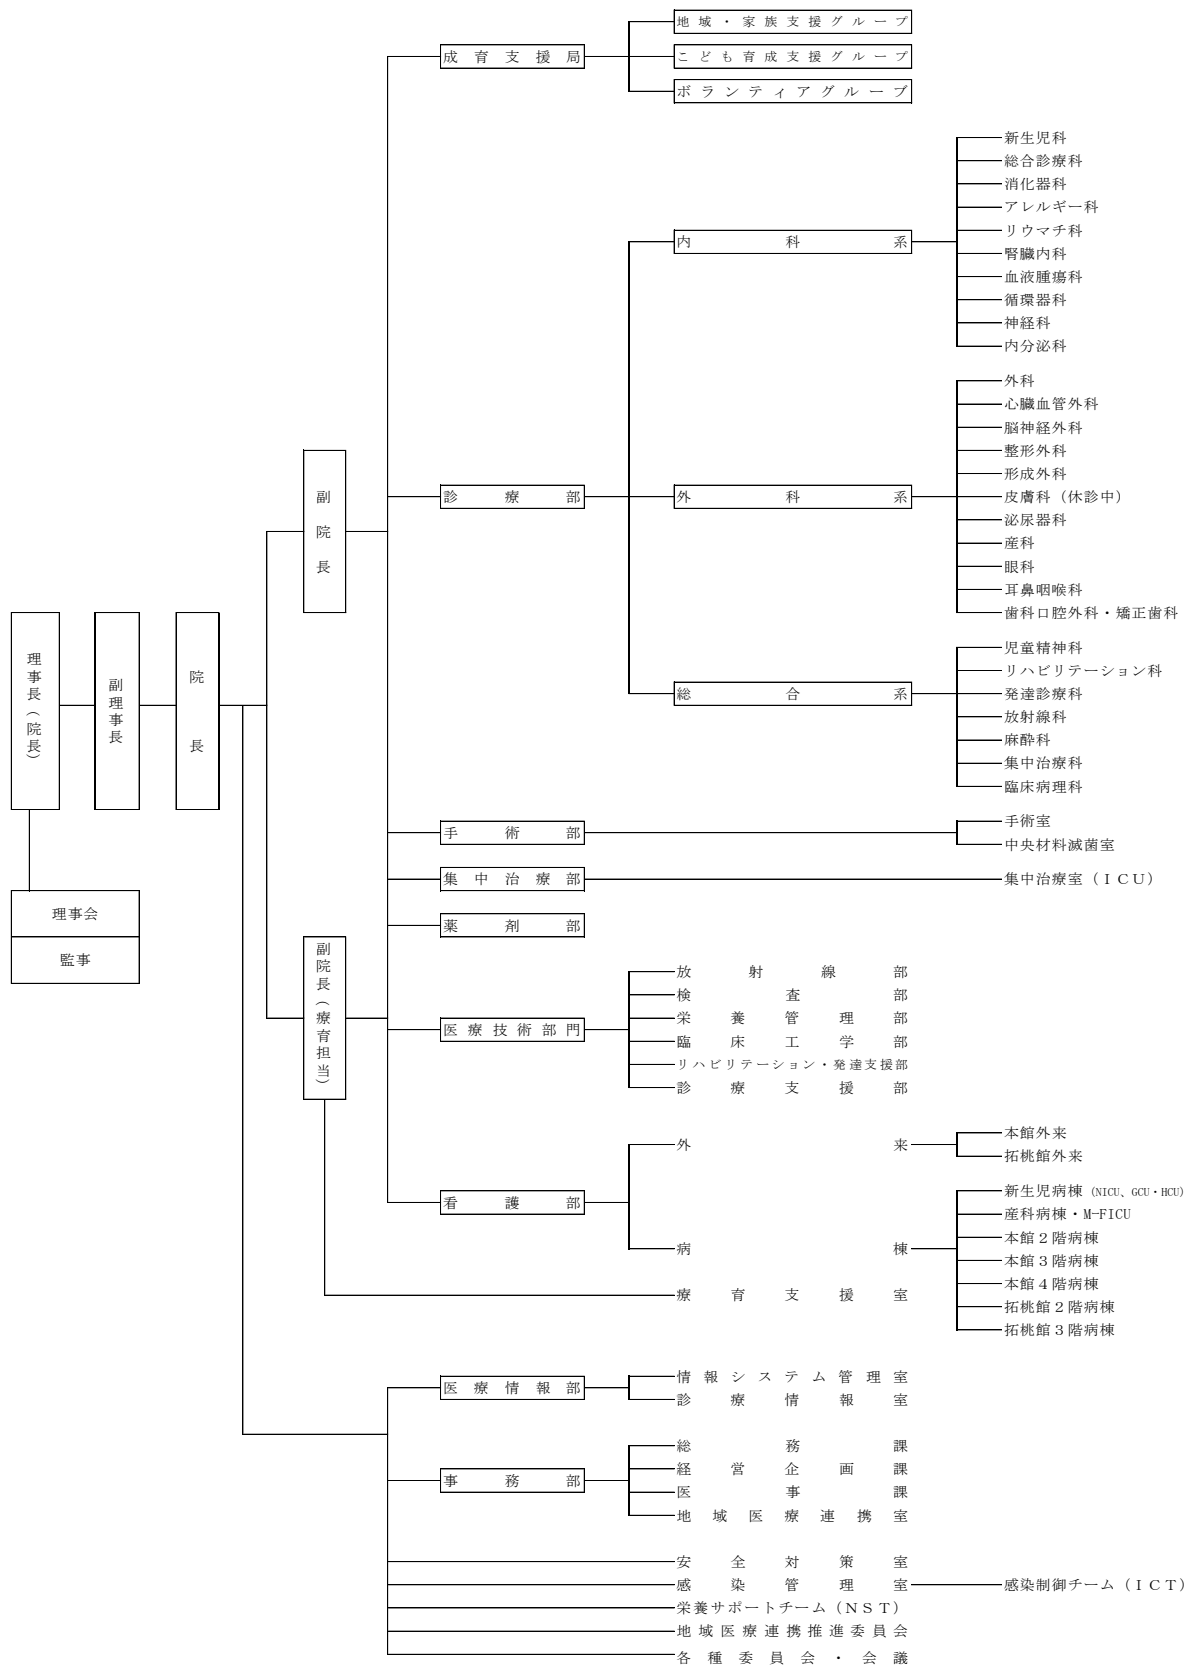 地域・家族支援グループ
成育支援局
こども育成支援グループ
ボランティアグループ
新生児科
総合診療科
消化器科
アレルギー科
リウマチ科
内科系
腎臓内科
血液腫瘍科
循環器科
神経科
内分泌科
外科
心臓血管外科
脳神経外科
整形外科
形成外科
副院長
診療部
外科系
皮膚科（休診中）
泌尿器科
産科
眼科
耳鼻咽喉科
歯科口腔外科・矯正歯科
理事長（院長）
副理事長
院長
児童精神科
リハビリテーション科
総合系
発達診療科
放射線科
麻酔科
集中治療科
臨床病理科
手術部
手術室
中央材料滅菌室
集中治療部
集中治療室（ＩＣＵ）
理事会
監事
薬剤部
副院長（療育担当）
放射線部
検査部
栄養管理部
医療技術部門
臨床工学部
リハビリテーション・発達支援部
診療支援部
外来
本館外来
拓桃館外来
看護部
新生児病棟（NICU、GCU・HCU）
産科病棟・M-FICU
本館２階病棟
病棟
本館３階病棟
本館４階病棟
療育支援室
拓桃館２階病棟
拓桃館３階病棟
医療情報部
情報システム管理室
診療情報室
総務課
経営企画課
事務部
医事課
地域医療連携室
安全対策室
感染管理室
感染制御チーム（ＩＣＴ）
栄養サポートチーム（ＮＳＴ）
地域医療連携推進委員会
各種委員会・会議